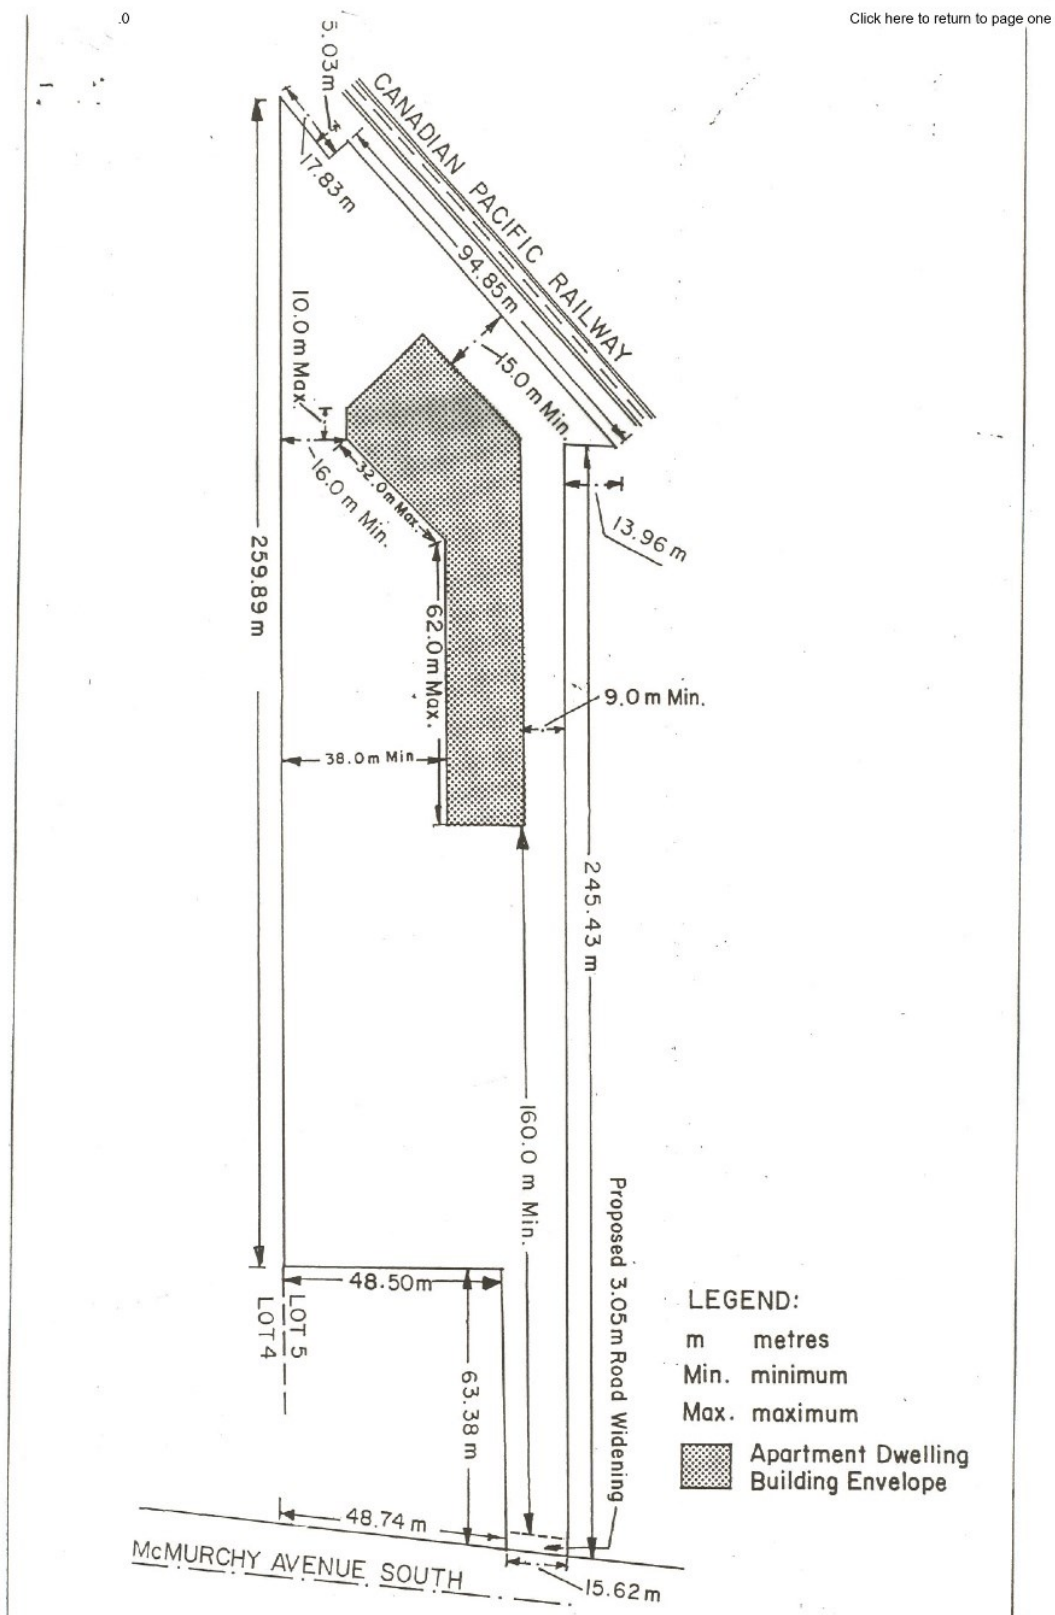 .0
Click here to return to page one
5.03m
CANADIAN PACIFIC RAILWAY
17.83m
94.85m
10.0m Max.
15.0m Min.
16.0m Min.
32.0m Max.
13.96m
259.89m
62.0m Max.
9.0m Min.
38.0m Min
245.43m
160.0 m Min.
Proposed 3.05m Road Widening
48.50m
LOT 5
LOT 4
63.38m
LEGEND:
m metres
Min. minimum
Max. maximum
Apartment Dwelling
Building Envelope
48.74m
McMURCHY AVENUE SOUTH
15.62m